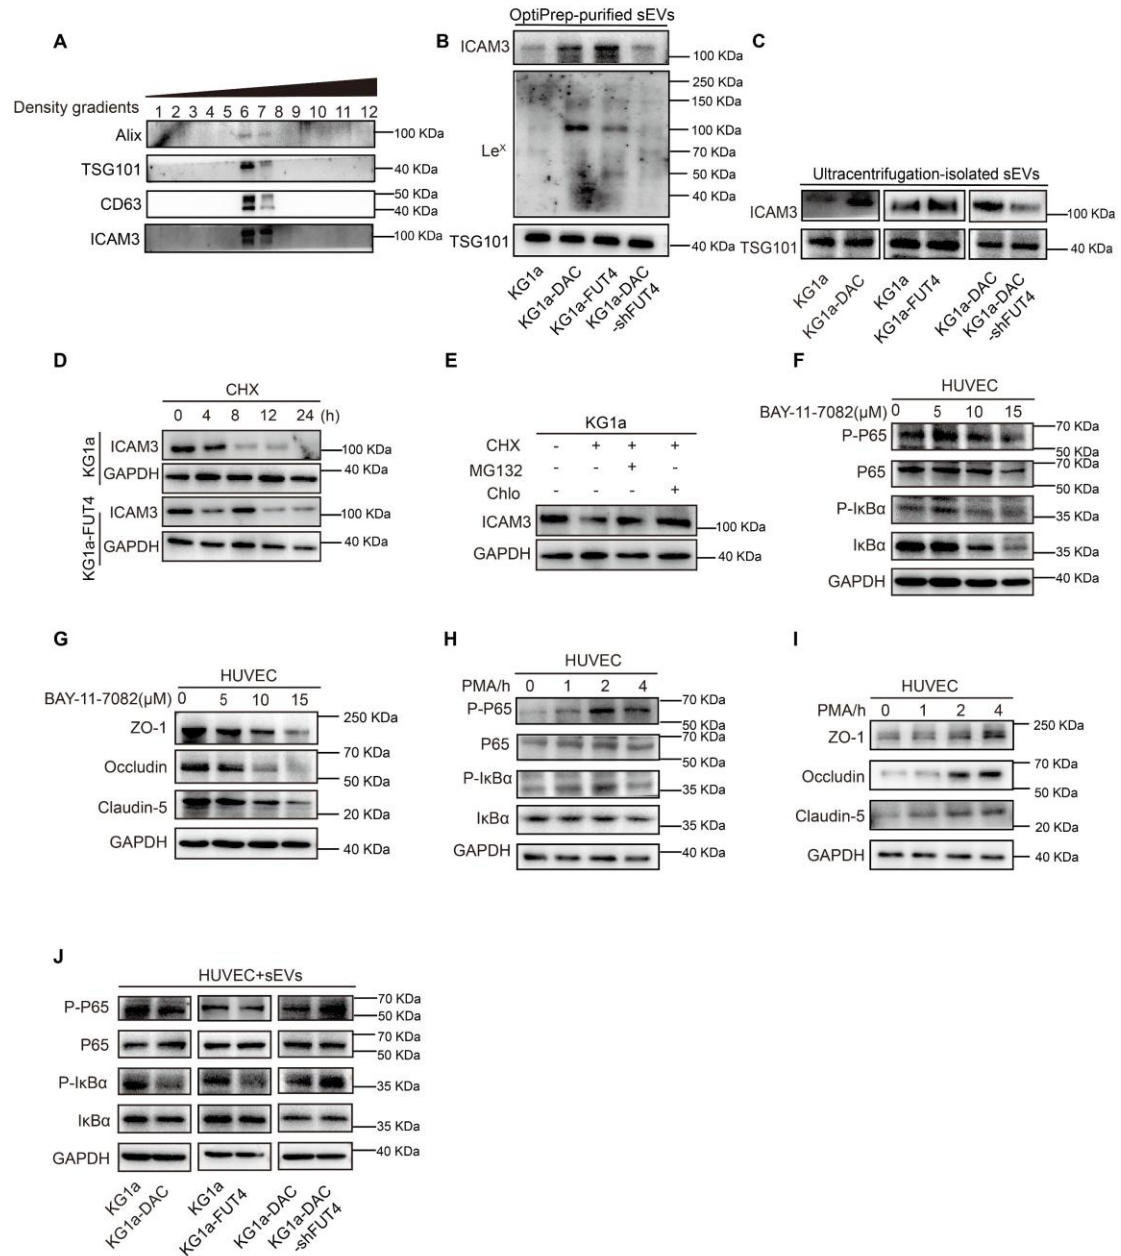 A
Density gradients
1 2 3 4 5 6 7 8 9 10 11 12
Alix
100 KDa
TSG101
40 KDa
CD63
50 KDa
40 KDa
ICAM3
100 KDa
B
OptiPrep-purified sEVs
ICAM3
100 KDa
250 KDa
150 KDa
100 KDa
Leˣ
70 KDa
50 KDa
40 KDa
TSG101
40 KDa
KG1a
KG1a-DAC
KG1a-FUT4
KG1a-DAC
-shFUT4
C
Ultracentrifugation-isolated sEVs
ICAM3
100 KDa
TSG101
40 KDa
KG1a
KG1a-DAC
KG1a
KG1a-FUT4
KG1a-DAC
KG1a-DAC
-shFUT4
D
CHX
0 4 8 12 24 (h)
KG1a
ICAM3
100 KDa
GAPDH
40 KDa
KG1a-FUT4
ICAM3
100 KDa
GAPDH
40 KDa
E
KG1a
CHX - + + +
MG132 - - + -
Chlo - - - +
ICAM3
100 KDa
GAPDH
40 KDa
F
HUVEC
BAY-11-7082(μM) 0 5 10 15
P-P65
70 KDa
50 KDa
P65
70 KDa
50 KDa
P-IκBα
35 KDa
IκBα
35 KDa
GAPDH
40 KDa
G
HUVEC
BAY-11-7082(μM) 0 5 10 15
ZO-1
250 KDa
Occludin
70 KDa
50 KDa
Claudin-5
20 KDa
GAPDH
40 KDa
H
HUVEC
PMA/h 0 1 2 4
P-P65
70 KDa
50 KDa
P65
70 KDa
50 KDa
P-IκBα
35 KDa
IκBα
35 KDa
GAPDH
40 KDa
I
HUVEC
PMA/h 0 1 2 4
ZO-1
250 KDa
Occludin
70 KDa
50 KDa
Claudin-5
20 KDa
GAPDH
40 KDa
J
HUVEC+sEVs
P-P65
70 KDa
50 KDa
P65
70 KDa
50 KDa
P-IκBα
35 KDa
IκBα
35 KDa
GAPDH
40 KDa
KG1a
KG1a-DAC
KG1a
KG1a-FUT4
KG1a-DAC
KG1a-DAC
-shFUT4